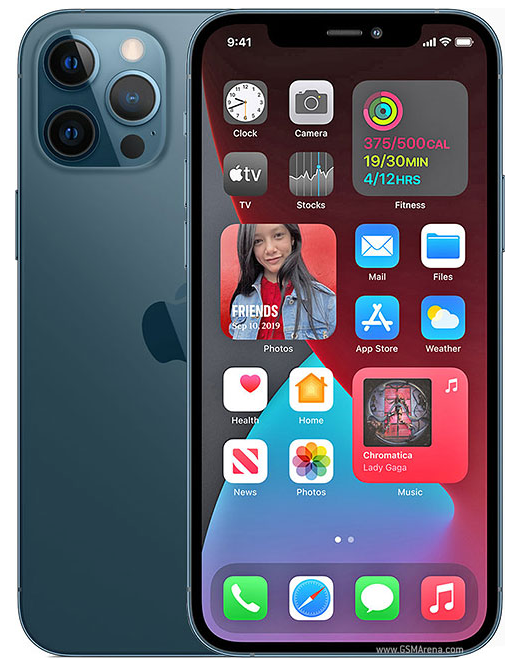 9:41
Clock
Camera
375/500CAL
19/30MIN
4/12HRS
tv
TV
Stocks
Fitness
FRIENDS
Sep 10, 2019
Photos
Mail
Files
App Store
Weather
Health
Home
Chromatica
Lady Gaga
News
Photos
Music
www.GSMArena.com